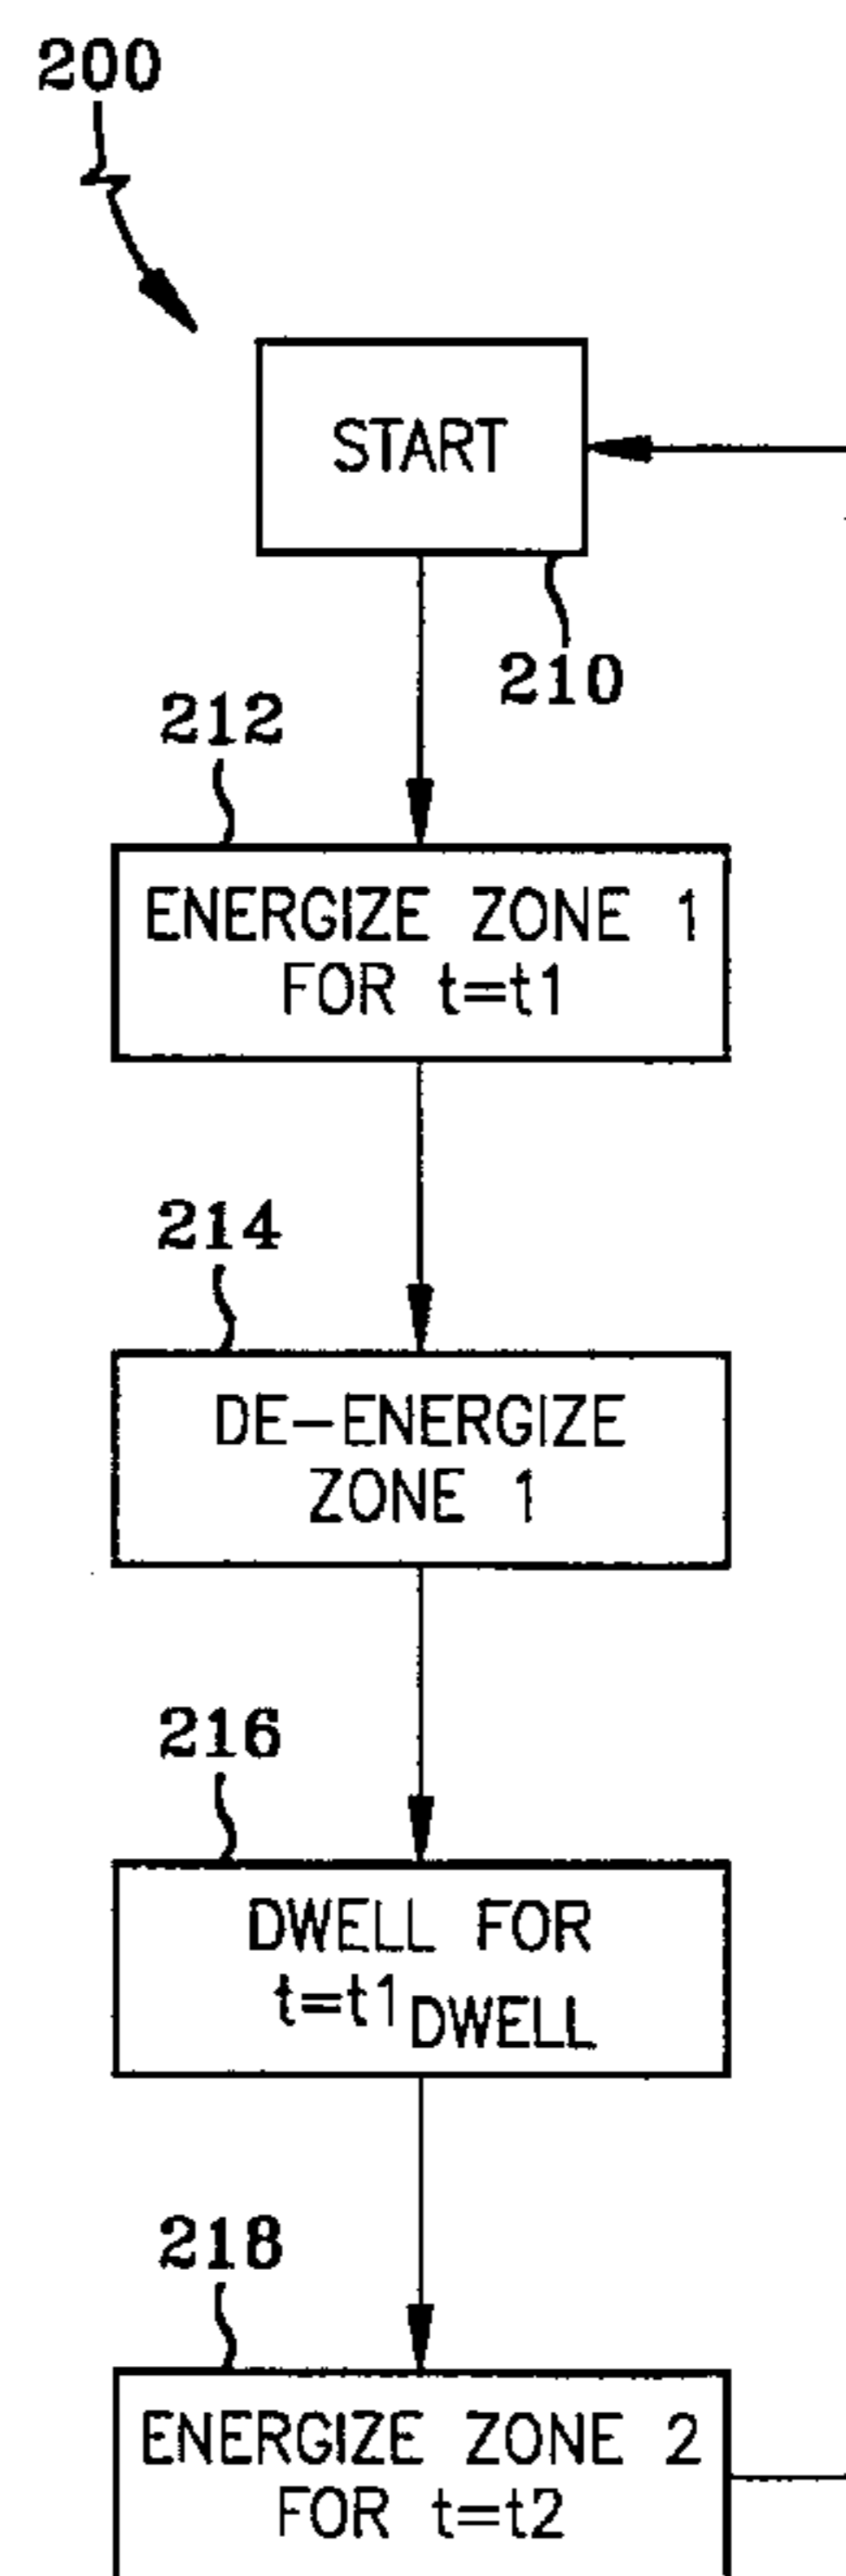 200
START
210
212
ENERGIZE ZONE 1
FOR t=t1
214
DE-ENERGIZE
ZONE 1
216
DWELL FOR
t=t1DWELL
218
ENERGIZE ZONE 2
FOR t=t2